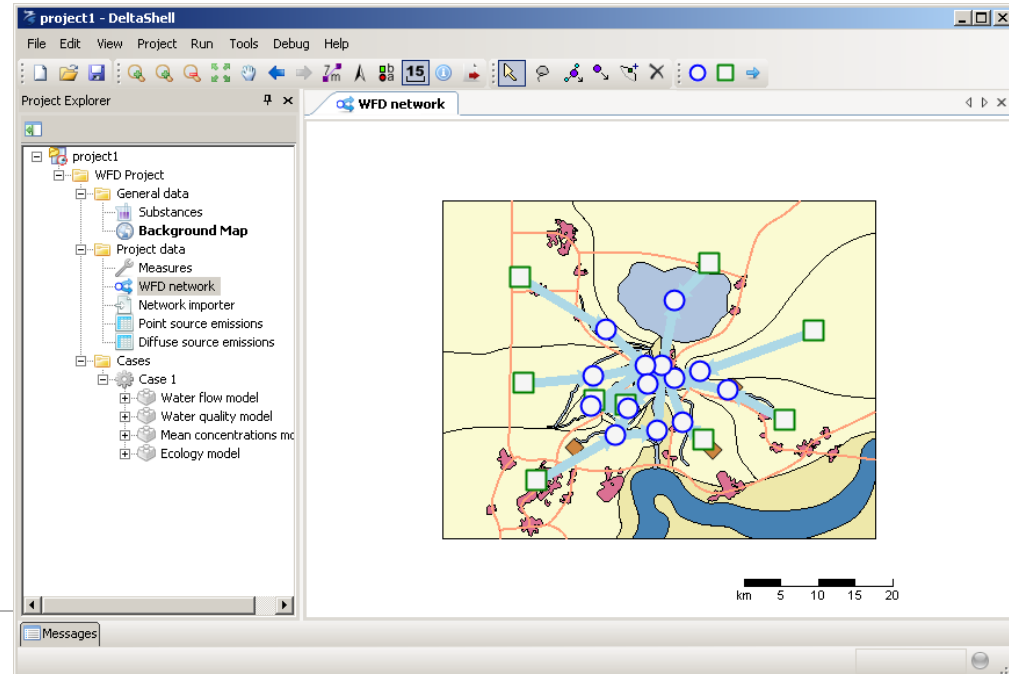 project1 - DeltaShell
File Edit View Project Run Tools Debug Help
15
Project Explorer
WFD network
project1
WFD Project
General data
Substances
Background Map
Project data
Measures
WFD network
Network importer
Point source emissions
Diffuse source emissions
Cases
Case 1
Water flow model
Water quality model
Mean concentrations mo
Ecology model
km 5 10 15 20
Messages